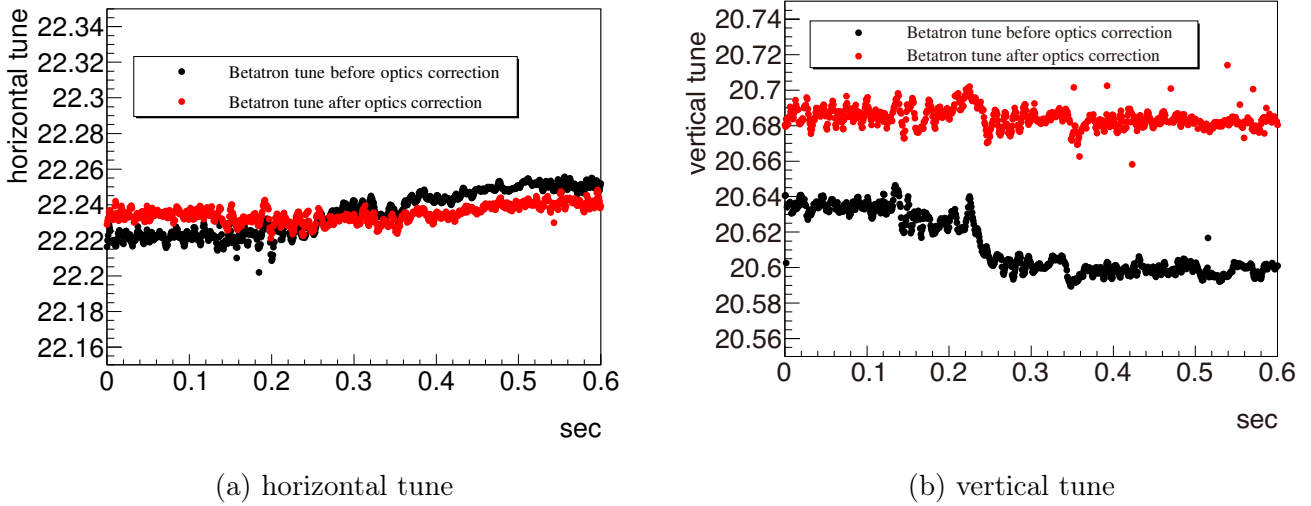 22.34
22.32
22.3
22.28
22.26
22.24
22.22
22.2
22.18
22.16
horizontal tune
Betatron tune before optics correction
Betatron tune after optics correction
0 0.1 0.2 0.3 0.4 0.5 0.6
sec
(a) horizontal tune
20.74
20.72
20.7
20.68
20.66
20.64
20.62
20.6
20.58
20.56
vertical tune
Betatron tune before optics correction
Betatron tune after optics correction
0 0.1 0.2 0.3 0.4 0.5 0.6
sec
(b) vertical tune